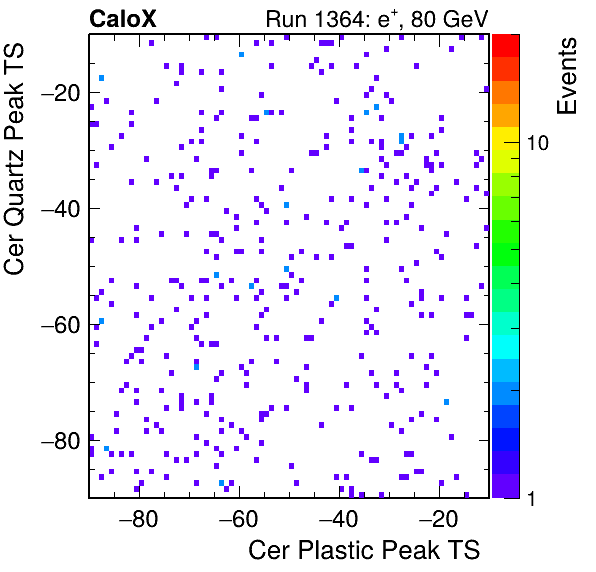 CaloX Run 1364: e+, 80 GeV
Events
Cer Quartz Peak TS
−20
−40
−60
−80
10
1
−80 −60 −40 −20
Cer Plastic Peak TS